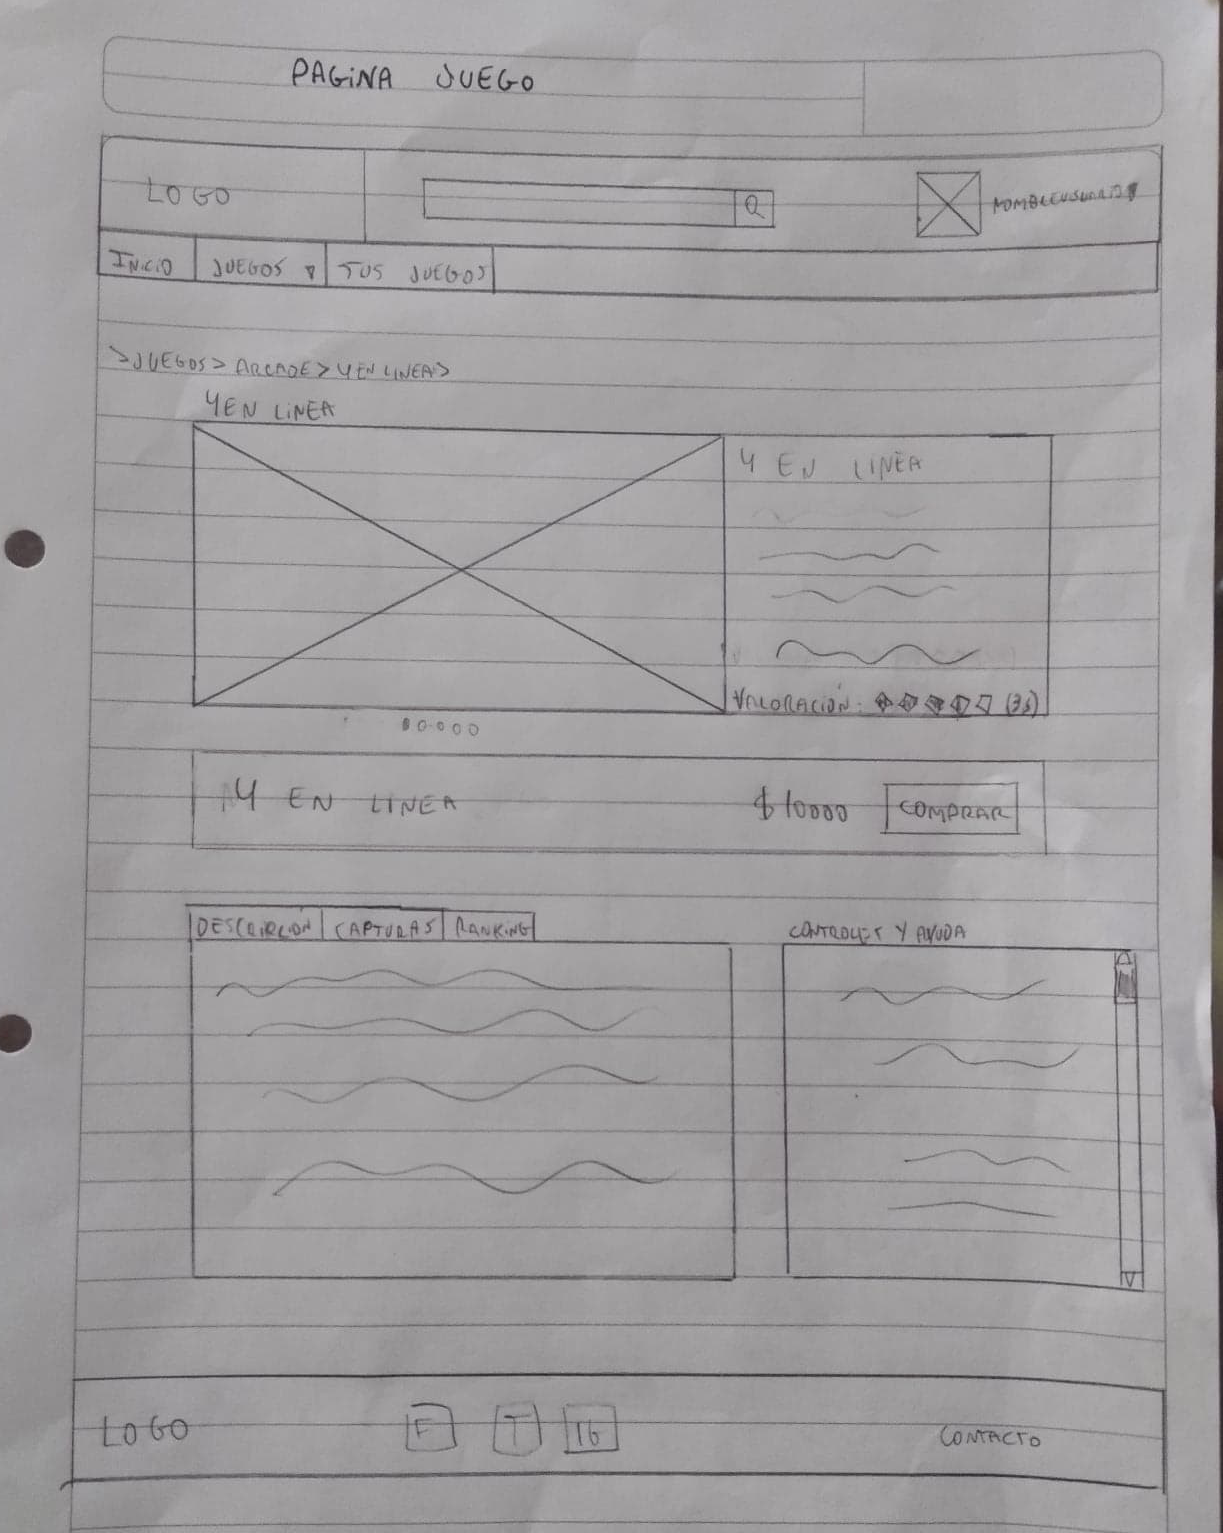 PAGINA JUEGO
LOGO
NOMBREUSUARIO
INICIO JUEGOS TUS JUEGOS
>JUEGOS> ARCADE> 4 EN LINEA>
4 EN LINEA
4 EN LINEA
VALORACIÓN: (35)
4 EN LINEA $10000 COMPRAR
DESCRIPCIÓN CAPTURAS RANKING
CONTROLES Y AYUDA
LOGO F T IG CONTACTO